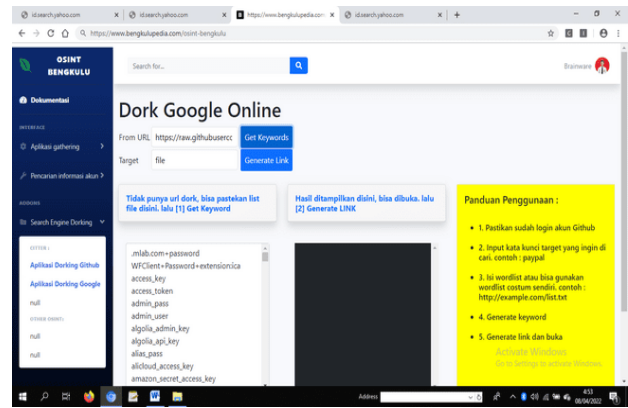 id.search.yahoo.com
id.search.yahoo.com
https://www.bengkulupedia.com
id.search.yahoo.com
https://www.bengkulupedia.com/osint-bengkulu
OSINT
BENGKULU
Search for...
Brainware
Dokumentasi
INTERFACE
Aplikasi gathering
Pencarian informasi akun
ADDONS
Search Engine Dorking
Aplikasi Dorking Github
Aplikasi Dorking Google
null
OTHER DORK:
null
null
Dork Google Online
From URL https://raw.githubusercc Get Keywords
Target file Generate Link
Tidak punya url dork, bisa pastekan list
file disini. lalu [1] Get Keyword
Hasil ditampilkan disini, bisa dibuka. lalu
[2] Generate LINK
.mlab.com+password
WFClient+Password+extension:ica
access_key
access_token
admin_pass
admin_user
algolia_admin_key
algolia_api_key
alias_pass
alicloud_access_key
amazon_secret_access_key
Panduan Penggunaan :
1. Pastikan sudah login akun Github
2. Input kata kunci target yang ingin di
cari. contoh : paypal
3. Isi wordlist atau bisa gunakan
wordlist costum sendiri. contoh :
http://example.com/list.txt
4. Generate keyword
5. Generate link dan buka
Activate Windows
Go to Settings to activate Windows.
Address
4:53
08/04/2022